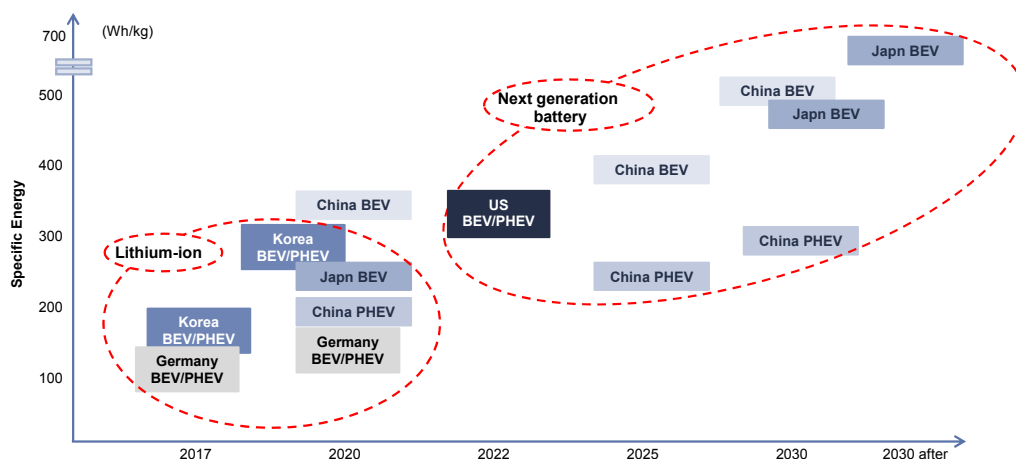 700
(Wh/kg)
Japn BEV
500
China BEV
Next generation
battery
Japn BEV
400
China BEV
China BEV
US
BEV/PHEV
300
Korea
BEV/PHEV
China PHEV
Lithium-ion
Japn BEV
China PHEV
Specific Energy
200
China PHEV
Korea
BEV/PHEV
Germany
BEV/PHEV
Germany
BEV/PHEV
100
2017
2020
2022
2025
2030
2030 after